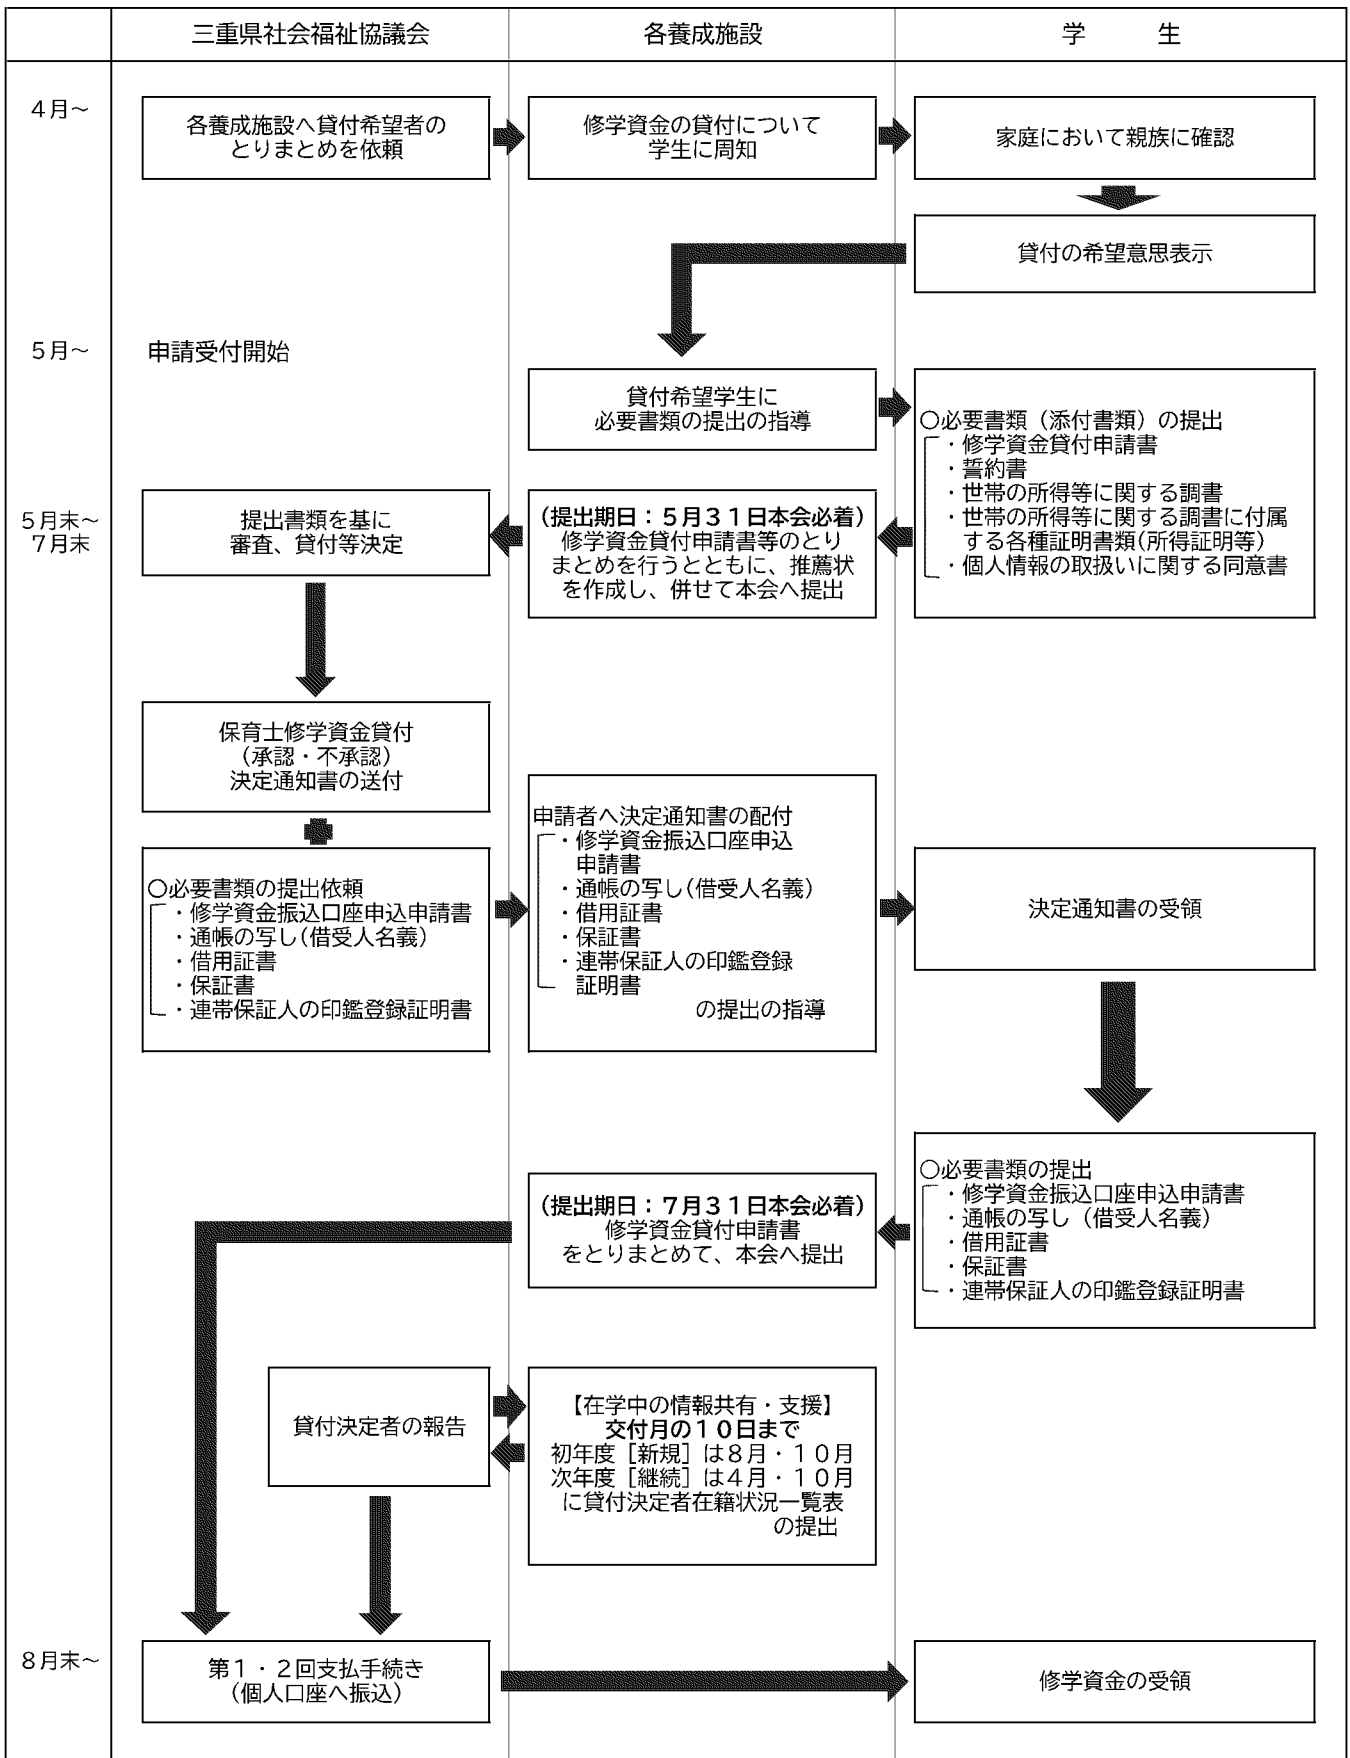 三重県社会福祉協議会
各養成施設
学　　　生
４月～
各養成施設へ貸付希望者の
とりまとめを依頼
修学資金の貸付について
学生に周知
家庭において親族に確認
貸付の希望意思表示
５月～
申請受付開始
貸付希望学生に
必要書類の提出の指導
○必要書類（添付書類）の提出
・修学資金貸付申請書
・誓約書
・世帯の所得等に関する調書
・世帯の所得等に関する調書に付属
する各種証明書類（所得証明等）
・個人情報の取扱いに関する同意書
５月末～
７月末
提出書類を基に
審査、貸付等決定
（提出期日：５月３１日本会必着）
修学資金貸付申請書等のとり
まとめを行うとともに、推薦状
を作成し、併せて本会へ提出
保育士修学資金貸付
（承認・不承認）
決定通知書の送付
○必要書類の提出依頼
・修学資金振込口座申込申請書
・通帳の写し（借受人名義）
・借用証書
・保証書
・連帯保証人の印鑑登録証明書
申請者へ決定通知書の配付
・修学資金振込口座申込
申請書
・通帳の写し（借受人名義）
・借用証書
・保証書
・連帯保証人の印鑑登録
証明書
の提出の指導
決定通知書の受領
○必要書類の提出
・修学資金振込口座申込申請書
・通帳の写し（借受人名義）
・借用証書
・保証書
・連帯保証人の印鑑登録証明書
（提出期日：７月３１日本会必着）
修学資金貸付申請書
をとりまとめて、本会へ提出
貸付決定者の報告
【在学中の情報共有・支援】
交付月の１０日まで
初年度［新規］は８月・１０月
次年度［継続］は４月・１０月
に貸付決定者在籍状況一覧表
の提出
８月末～
第１・２回支払手続き
（個人口座へ振込）
修学資金の受領